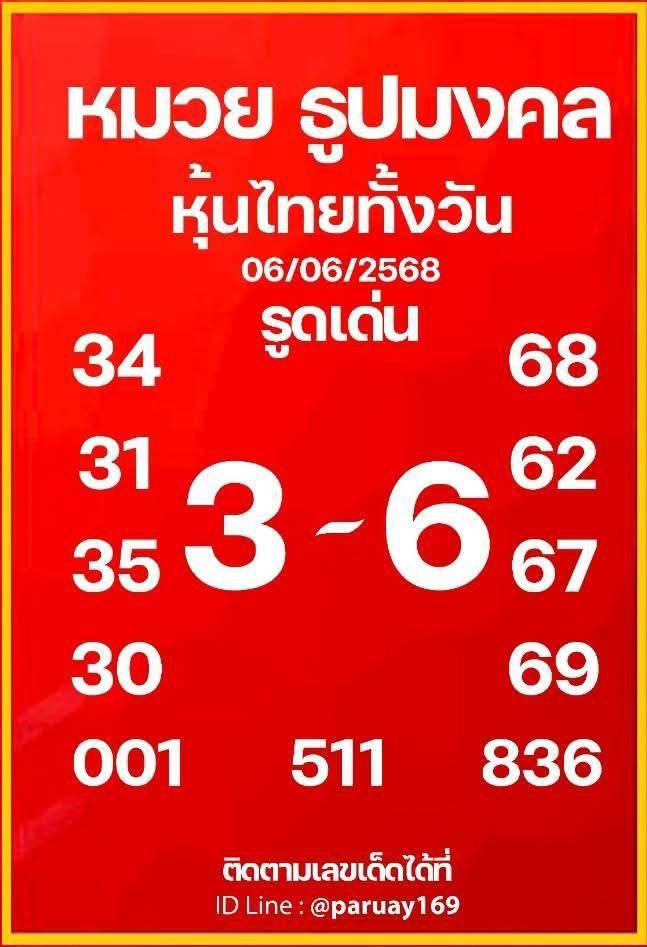 หมวย ธูปมงคล
หุ้นไทยทั้งวัน
06/06/2568
รูดเด่น
34 68
31 62
3 - 6
35 67
30 69
001 511 836
ติดตามเลขเด็ดได้ที่
ID Line : @paruay169